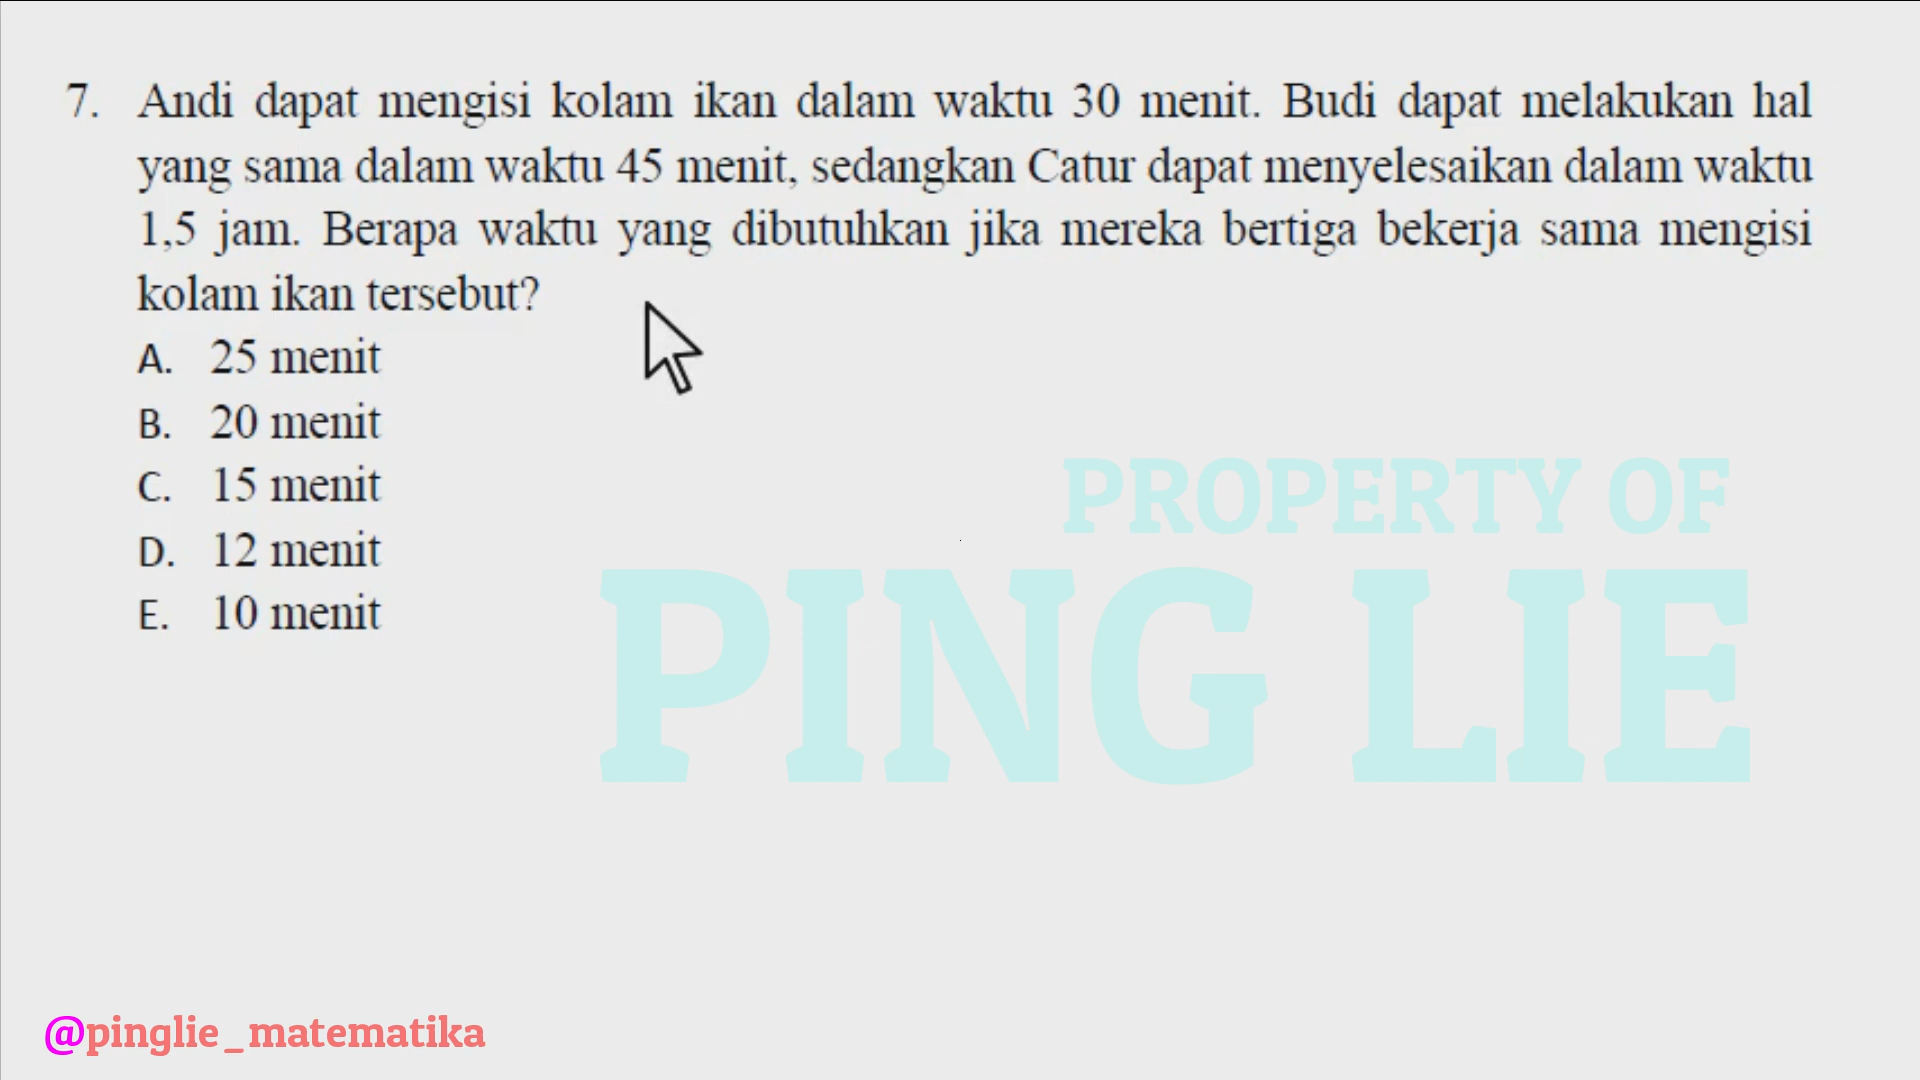 7. Andi dapat mengisi kolam ikan dalam waktu 30 menit. Budi dapat melakukan hal
yang sama dalam waktu 45 menit, sedangkan Catur dapat menyelesaikan dalam waktu
1,5 jam. Berapa waktu yang dibutuhkan jika mereka bertiga bekerja sama mengisi
kolam ikan tersebut?
A. 25 menit
B. 20 menit
C. 15 menit
D. 12 menit
E. 10 menit
PROPERTY OF
PING LIE
@pinglie_matematika